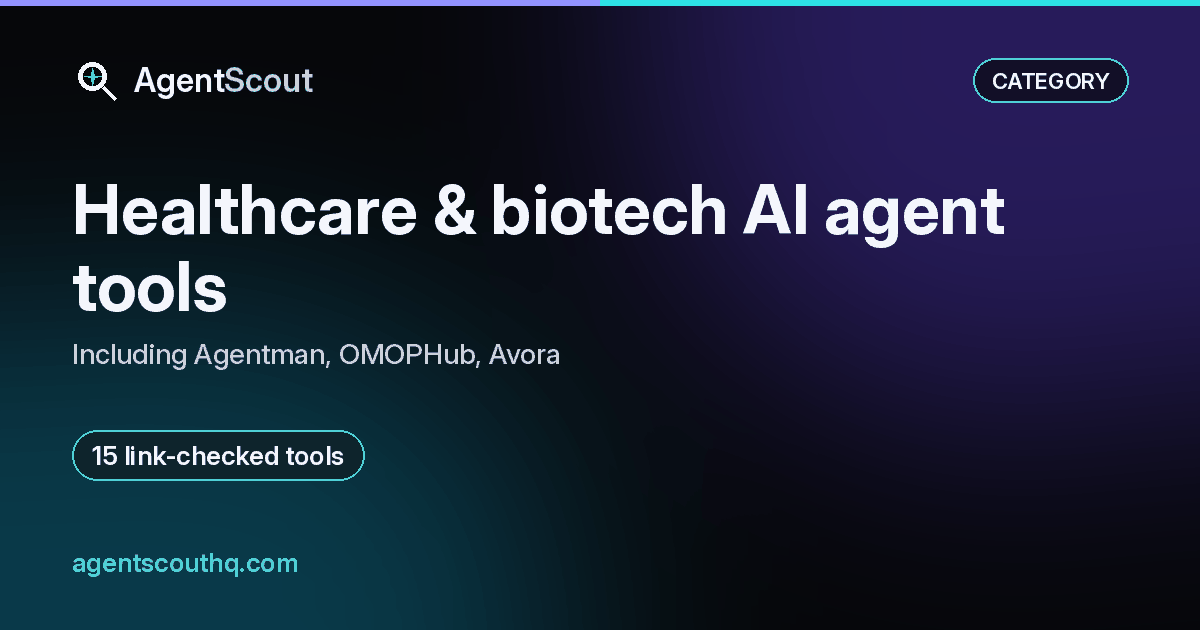 AgentScout
CATEGORY
Healthcare & biotech AI agent
tools
Including Agentman, OMOPHub, Avora
15 link-checked tools
agentscouthq.com